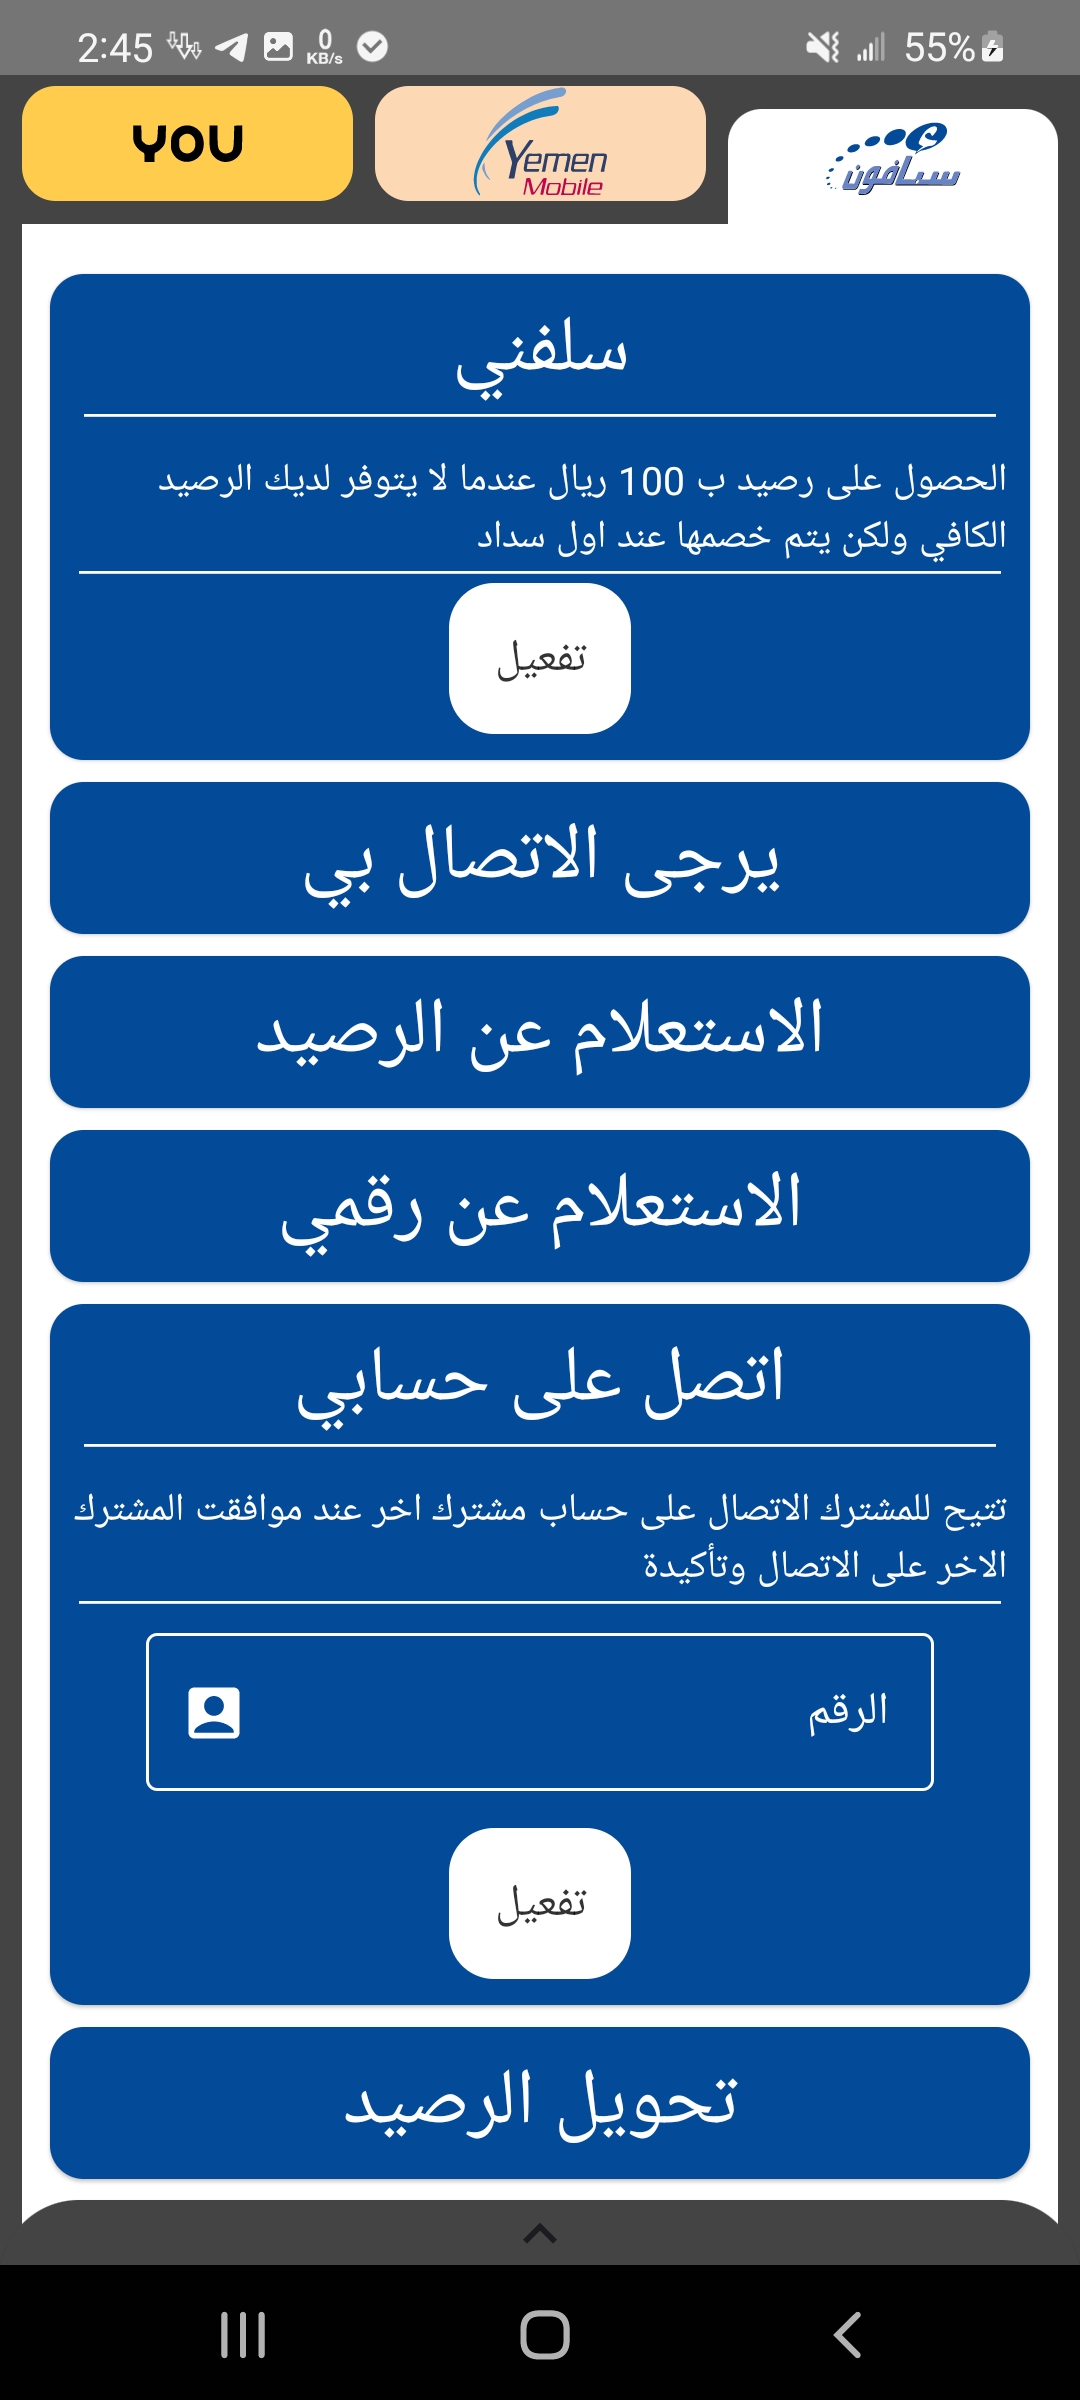 2:45
0
KB/s
55%
YOU
Yemen
Mobile
سبأفون
سلفني
الحصول على رصيد ب 100 ريال عندما لا يتوفر لديك الرصيد
الكافي ولكن يتم خصمها عند اول سداد
تفعيل
يرجى الاتصال بي
الاستعلام عن الرصيد
الاستعلام عن رقمي
اتصل على حسابي
تتيح للمشترك الاتصال على حساب مشترك اخر عند موافقت المشترك
الاخر على الاتصال وتأكيدة
الرقم
تفعيل
تحويل الرصيد